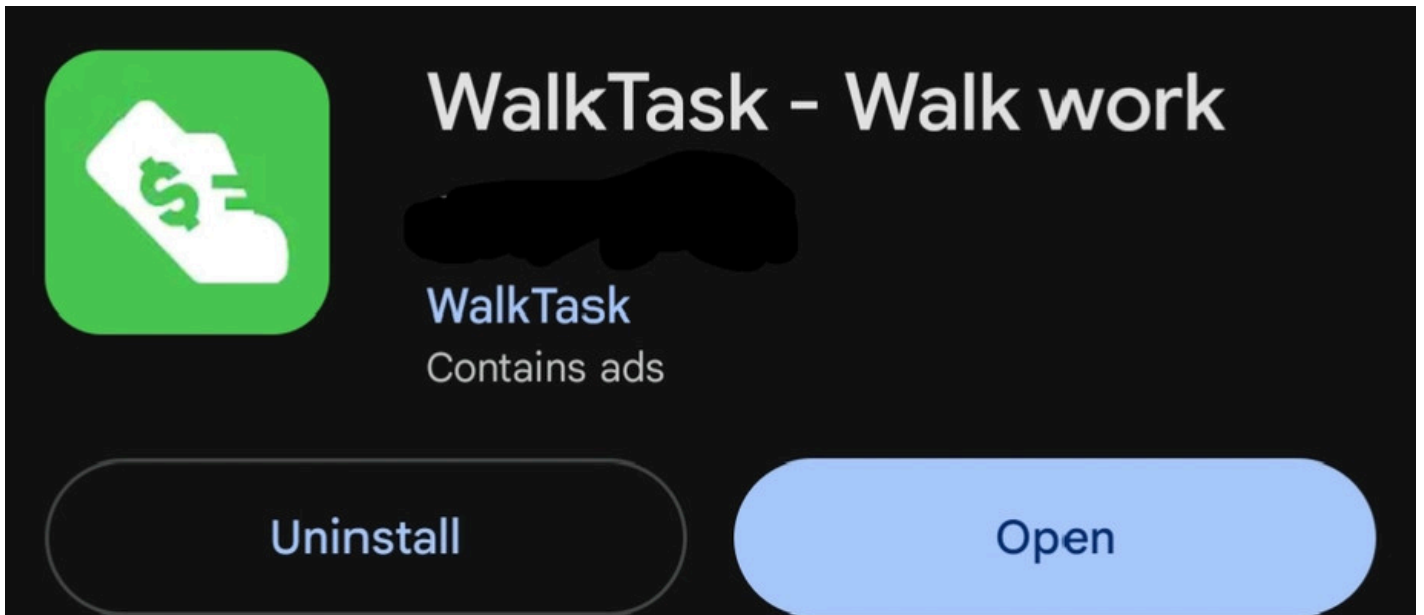 WalkTask - Walk work
WalkTask
Contains ads
Uninstall
Open